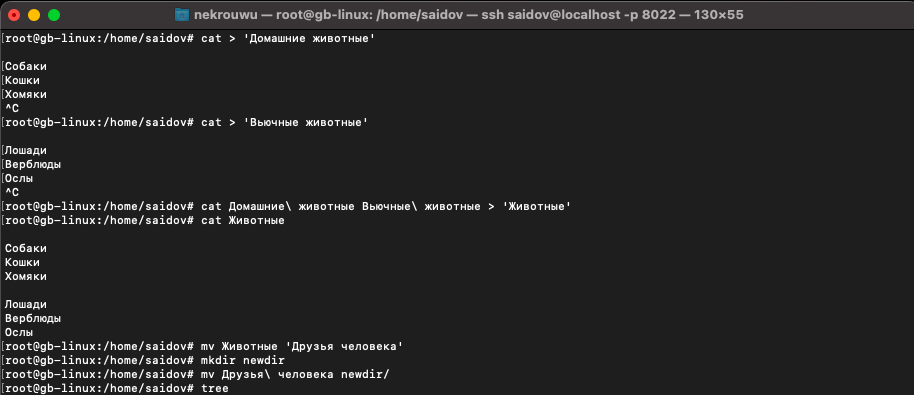 nekrouwu — root@gb-linux: /home/saidov — ssh saidov@localhost -p 8022 — 130×55
[root@gb-linux:/home/saidov# cat > 'Домашние животные'
[Собаки
[Кошки
[Хомяки
^C
[root@gb-linux:/home/saidov# cat > 'Вьючные животные'
[Лошади
[Верблюды
[Ослы
^C
[root@gb-linux:/home/saidov# cat Домашние\ животные Вьючные\ животные > 'Животные'
[root@gb-linux:/home/saidov# cat Животные
Собаки
Кошки
Хомяки
Лошади
Верблюды
Ослы
[root@gb-linux:/home/saidov# mv Животные 'Друзья человека'
[root@gb-linux:/home/saidov# mkdir newdir
[root@gb-linux:/home/saidov# mv Друзья\ человека newdir/
[root@gb-linux:/home/saidov# tree